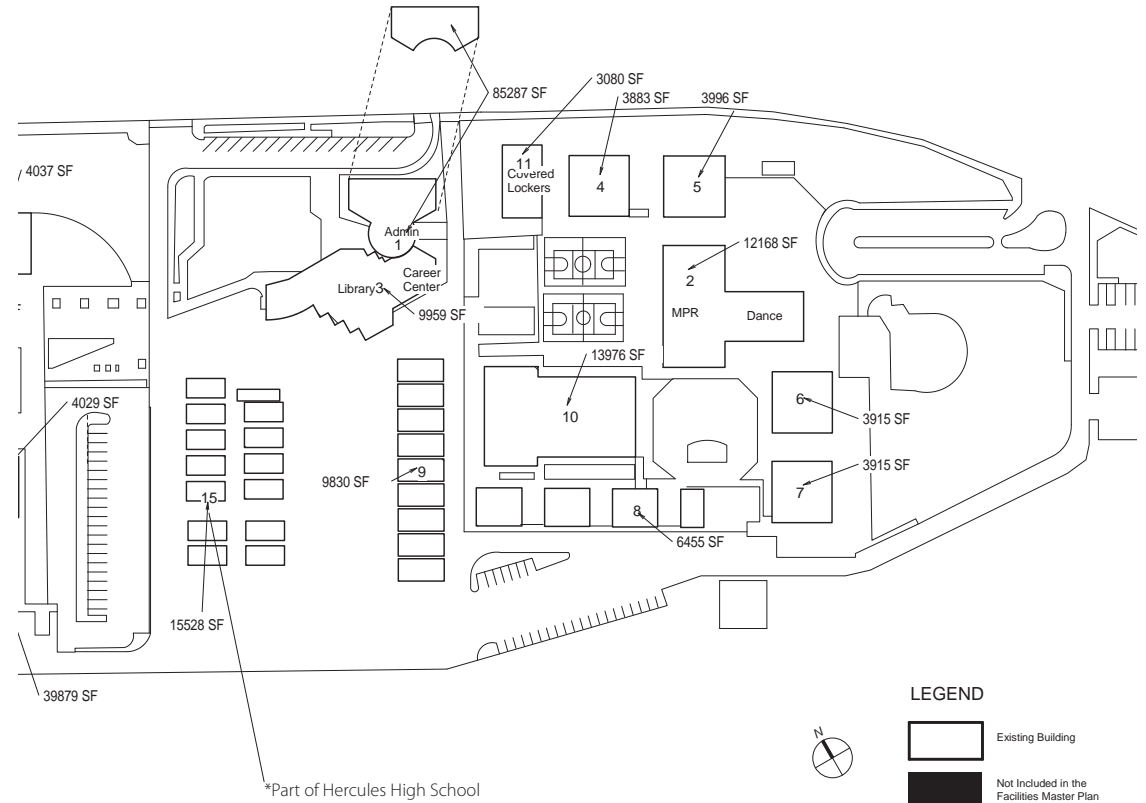 3080 SF
85287 SF
3883 SF
3996 SF
4037 SF
11
Covered
Lockers
4
5
Admin
1
12168 SF
2
Career
Center
Library3
MPR
Dance
9959 SF
13976 SF
4029 SF
10
6
3915 SF
3915 SF
9830 SF
9
7
15
8
6455 SF
15528 SF
39879 SF
LEGEND
N
Existing Building
*Part of Hercules High School
Not Included in the
Facilities Master Plan